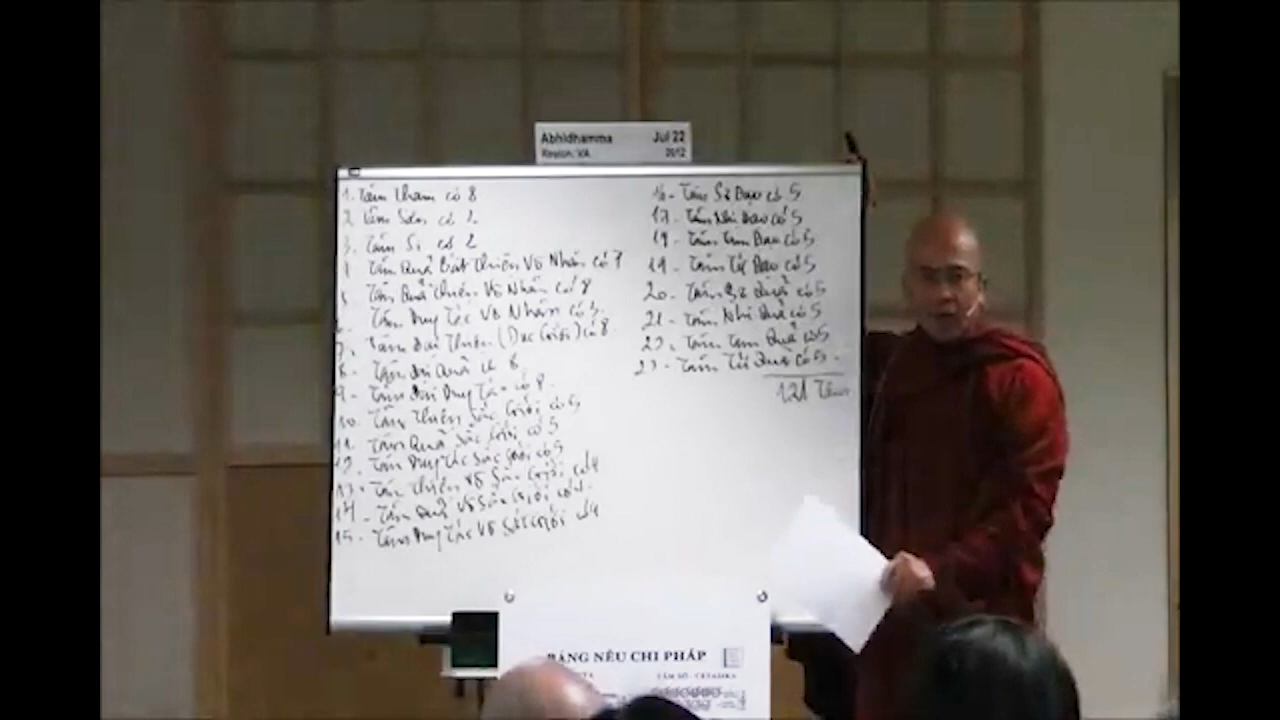 Abhidhamma Jul 22
Reston, VA 2012
1. Tâm tham có 8
2 Tâm Sân có 2
3. Tâm Si có 2
Tâm Quả Bất thiện Vô Nhân có 7
Tâm Quả thiện Vô Nhân có 8
Tâm Duy Tác Vô Nhân có 3
7. Tâm Đại Thiện (Dục Giới) có 8
8 - Tâm Đại Quả có 8
9 - Tâm Đại Duy Tác có 8
10. Tâm Thiện Sắc Giới có 5
11. Tâm Quả Sắc Giới có 5
12. Tâm Duy Tác Sắc Giới có 5
13. Tâm Thiện Vô Sắc Giới có 4
14 - Tâm Quả Vô Sắc Giới có 4
15 - Tâm Duy Tác Vô Sắc Giới có 4
16 - Tâm Sơ Đạo có 5
17 - Tâm Nhị Đạo có 5
Tâm Tam Đạo có 5
19 - Tâm Tứ Đạo có 5
20 - Tâm Sơ Quả có 5
21 - Tâm Nhị Quả có 5
22 - Tâm Tam Quả có 5
23 - Tâm Tứ Quả có 5
121 Tâm
BẢNG NÊU CHI PHÁP
TÂM SỞ - CETASIKA